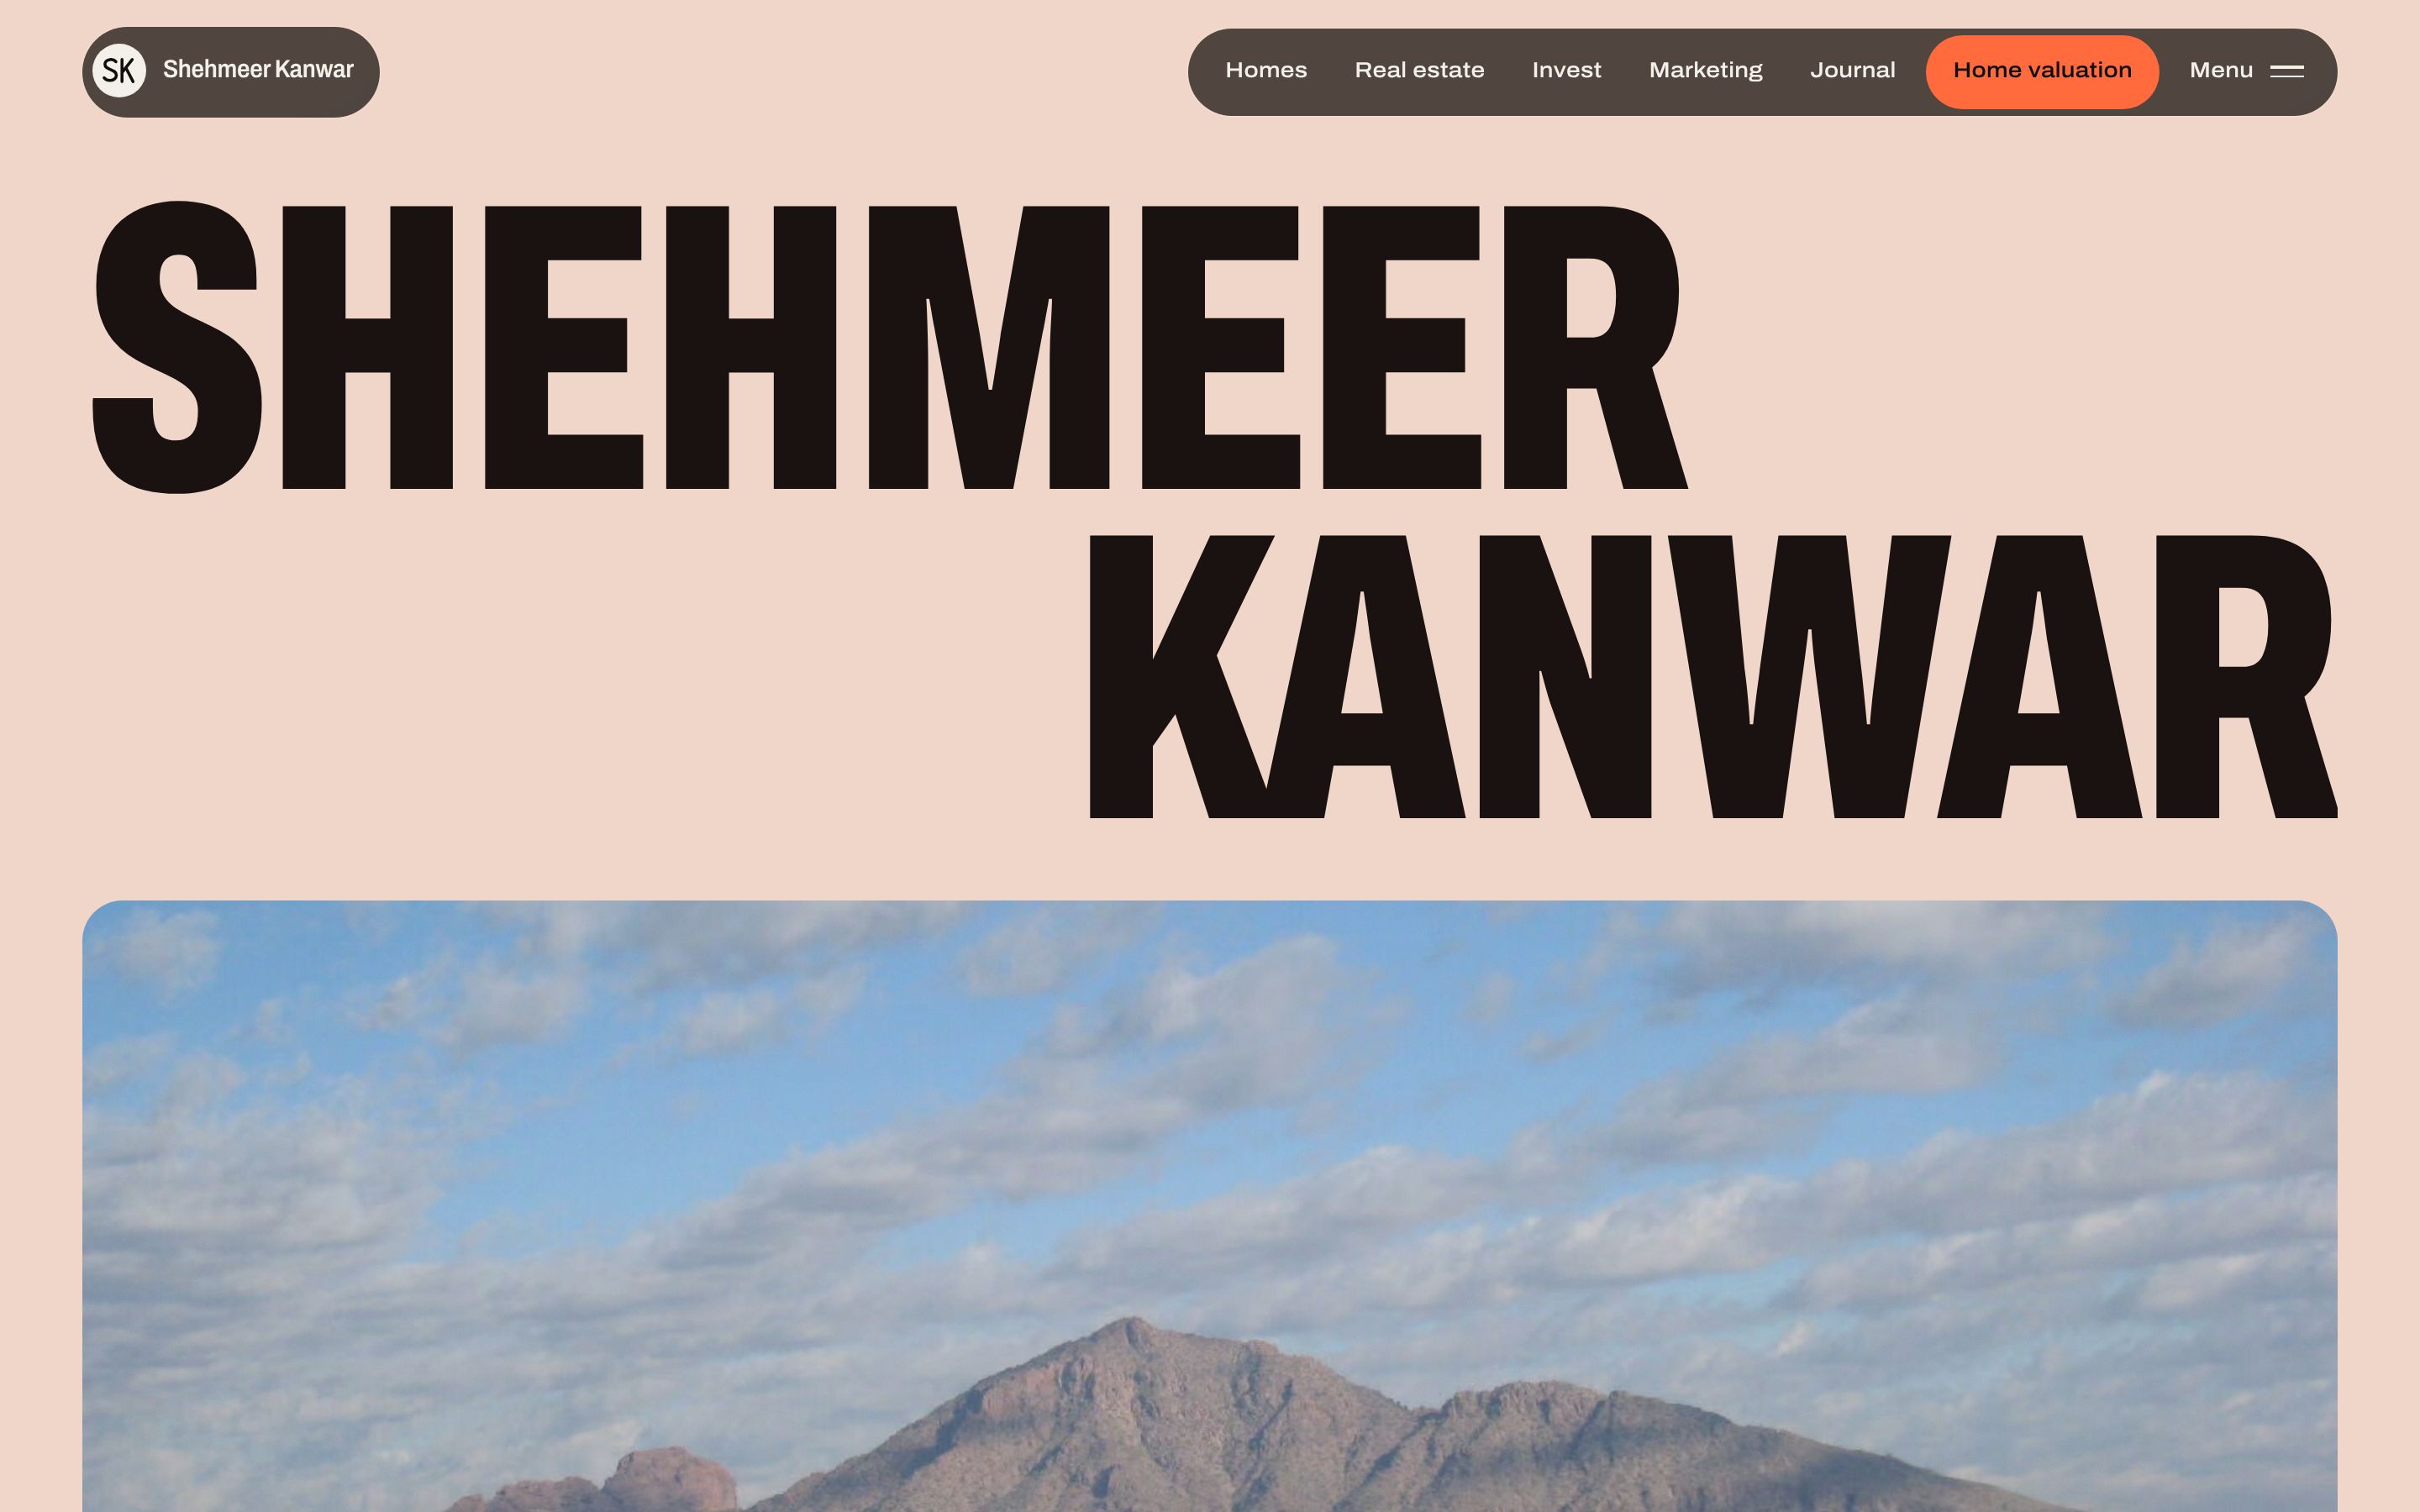 SK Shehmeer Kanwar
Homes Real estate Invest Marketing Journal Home valuation Menu
SHEHMEER
KANWAR